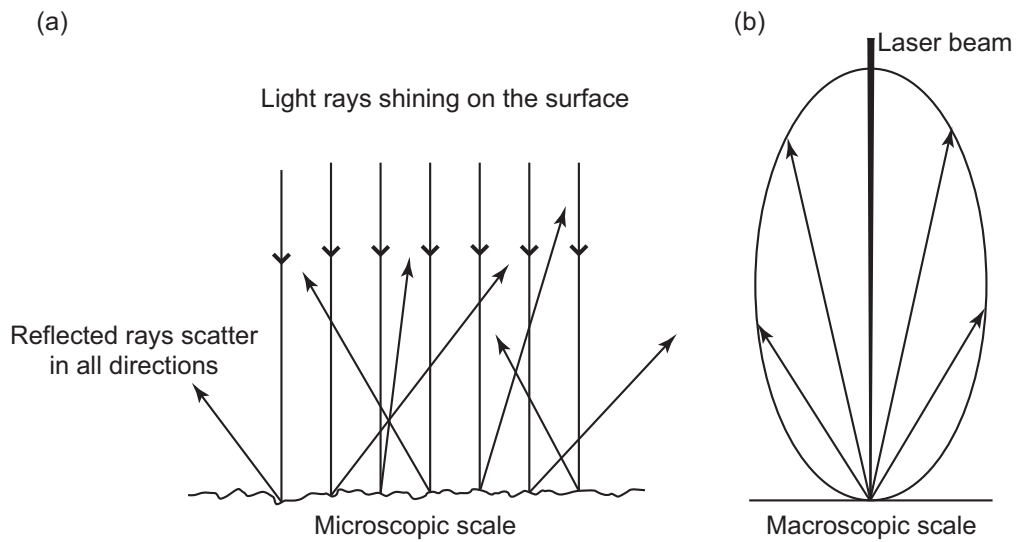 (a)
Light rays shining on the surface
Reflected rays scatter
in all directions
Microscopic scale
(b)
Laser beam
Macroscopic scale